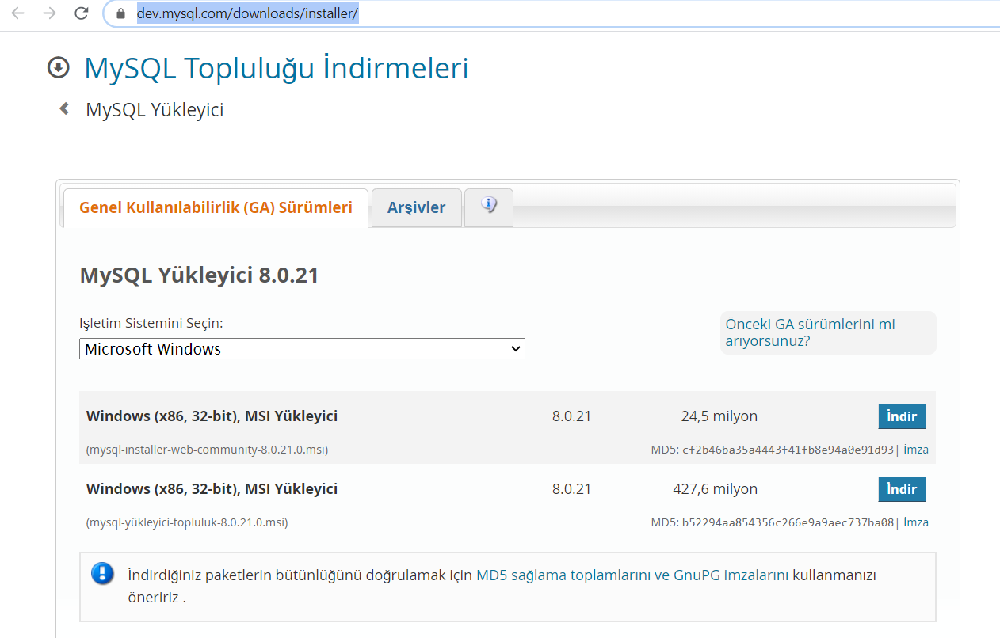 dev.mysql.com/downloads/installer/
MySQL Topluluğu İndirmeleri
MySQL Yükleyici
Genel Kullanılabilirlik (GA) Sürümleri
Arşivler
MySQL Yükleyici 8.0.21
İşletim Sistemini Seçin:
Önceki GA sürümlerini mi
arıyorsunuz?
Microsoft Windows
Windows (x86, 32-bit), MSI Yükleyici 8.0.21 24,5 milyon İndir
(mysql-installer-web-community-8.0.21.0.msi) MD5: cf2b46ba35a4443f41fb8e94a0e91d93 | İmza
Windows (x86, 32-bit), MSI Yükleyici 8.0.21 427,6 milyon İndir
(mysql-yükleyici-topluluk-8.0.21.0.msi) MD5: b52294aa854356c266e9a9aec737ba08 | İmza
İndirdiğiniz paketlerin bütünlüğünü doğrulamak için MD5 sağlama toplamlarını ve GnuPG imzalarını kullanmanızı
öneririz .